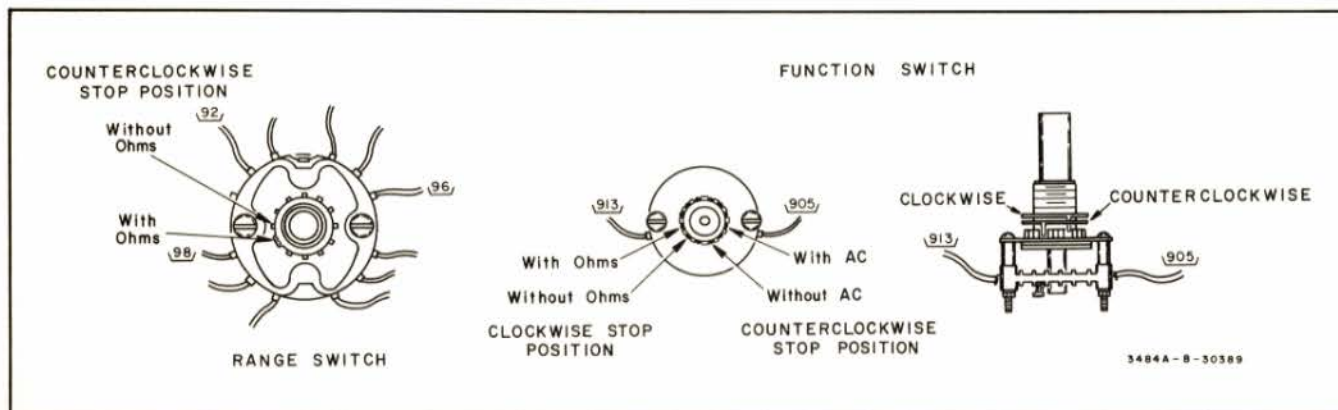 COUNTERCLOCKWISE
STOP POSITION
92
Without
Ohms
96
With
Ohms
98
RANGE SWITCH
FUNCTION SWITCH
913
905
With Ohms
With AC
Without Ohms
Without AC
CLOCKWISE STOP
POSITION
COUNTERCLOCKWISE
STOP POSITION
CLOCKWISE
COUNTERCLOCKWISE
913
905
3484A-B-30389